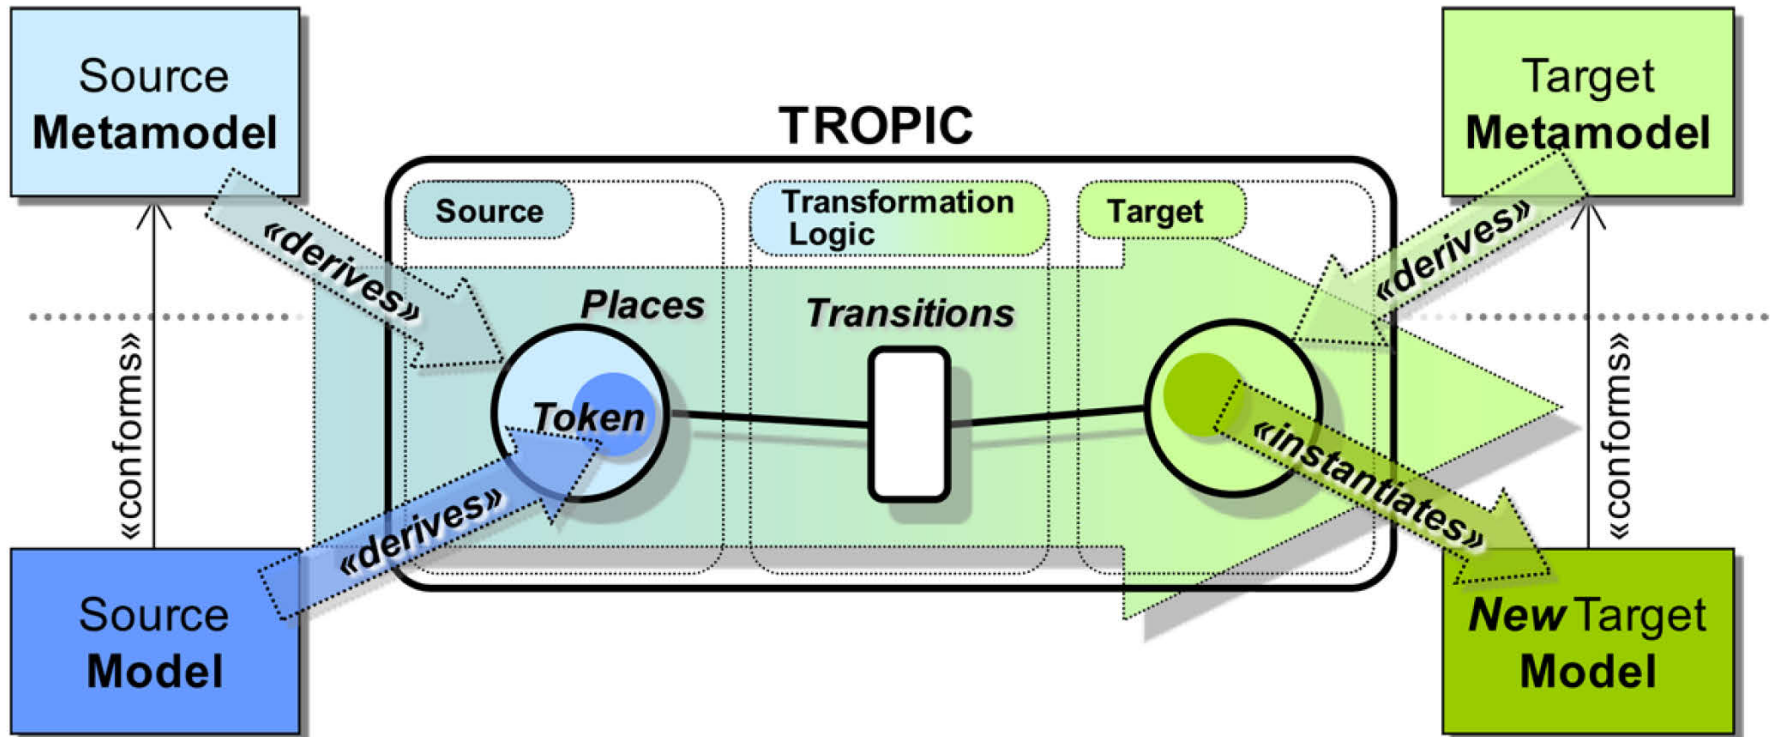 Source
Metamodel
Target
Metamodel
TROPIC
Source
Transformation
Logic
Target
«derives»
«derives»
Places
Transitions
«conforms»
«conforms»
Token
«derives»
«instantiates»
Source
Model
New Target
Model